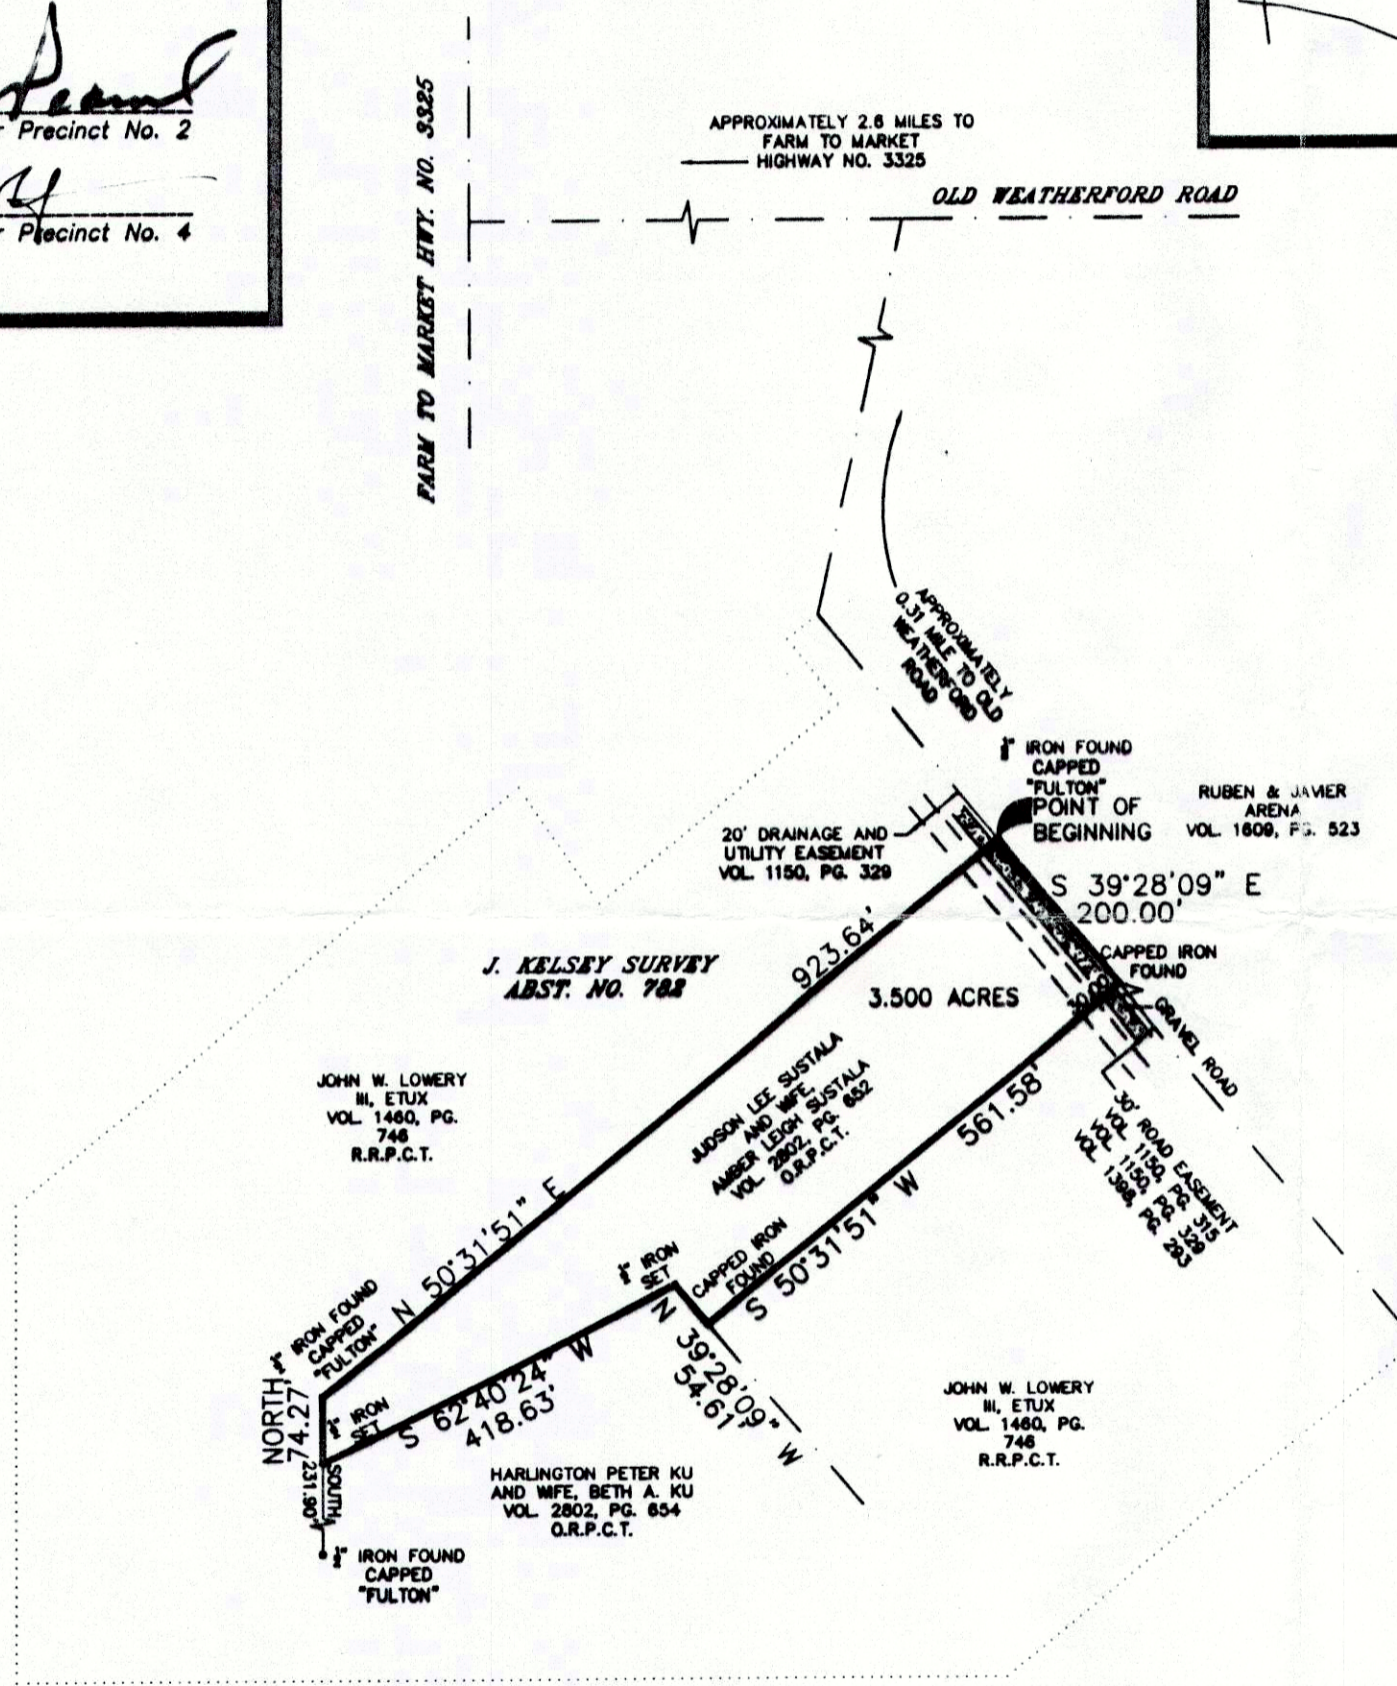 Precinct No. 2
Precinct No. 4
FARM TO MARKET HWY. NO. 3325
APPROXIMATELY 2.6 MILES TO
FARM TO MARKET
HIGHWAY NO. 3325
OLD WEATHERFORD ROAD
APPROXIMATELY
0.31 MILE TO OLD
WEATHERFORD
ROAD
IRON FOUND
CAPPED
"FULTON"
POINT OF
BEGINNING
RUBEN & JAVIER
ARENA
VOL. 1609, PG. 523
20' DRAINAGE AND
UTILITY EASEMENT
VOL. 1150, PG. 329
S 39°28'09" E
200.00'
CAPPED IRON
FOUND
GRAVEL ROAD
923.64'
J. KELSEY SURVEY
ABST. NO. 782
3.500 ACRES
JUDSON LEE SUSTALA
AND WIFE,
AMBER LEIGH SUSTALA
VOL. 2802, PG. 652
O.R.P.C.T.
561.58'
30' ROAD EASEMENT
VOL. 1150, PG. 315
VOL. 1150, PG. 329
VOL. 1398, PG. 293
JOHN W. LOWERY
III, ETUX
VOL. 1460, PG.
746
R.R.P.C.T.
N 50°31'51" E
S 50°31'51" W
CAPPED IRON
FOUND
1/2" IRON
SET
N 39°28'09" W
54.61'
1/2" IRON FOUND
CAPPED
"FULTON"
NORTH,
74.27'
1/2" IRON
SET
S 62°40'24" W
418.63'
SOUTH
231.90'
1/2" IRON FOUND
CAPPED
"FULTON"
HARLINGTON PETER KU
AND WIFE, BETH A. KU
VOL. 2802, PG. 654
O.R.P.C.T.
JOHN W. LOWERY
III, ETUX
VOL. 1460, PG.
746
R.R.P.C.T.